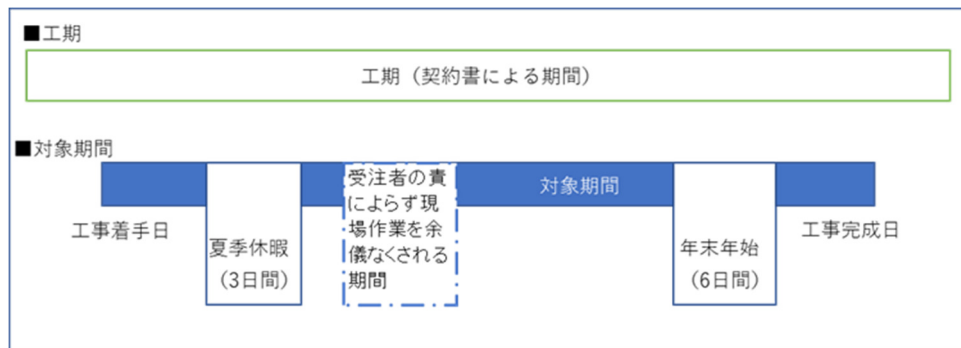 ■工期
工期（契約書による期間）
■対象期間
対象期間
工事着手日
夏季休暇
（3日間）
受注者の責
によらず現
場作業を余
儀なくされる
期間
年末年始
（6日間）
工事完成日